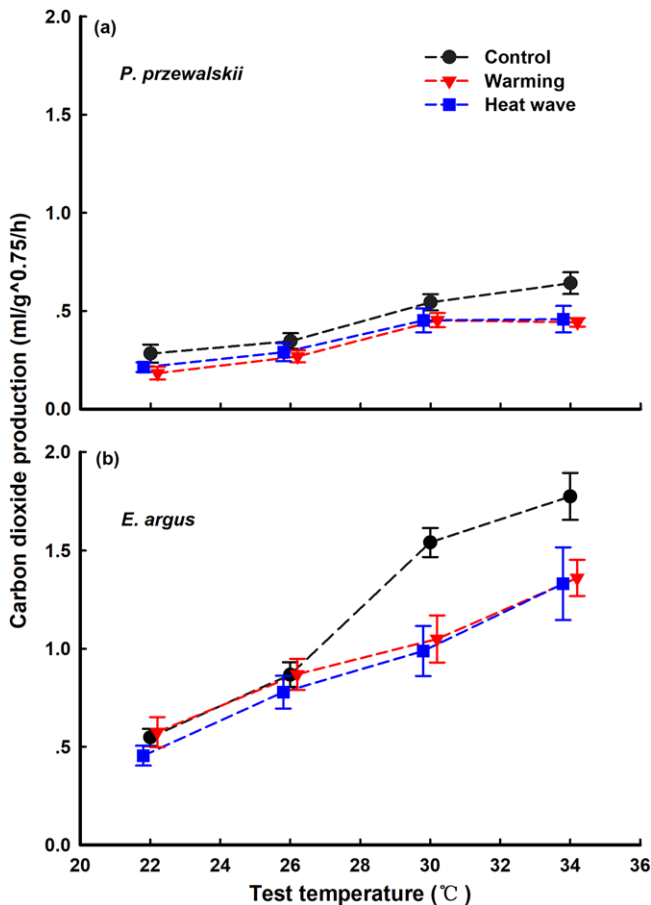 (a)
P. przewalskii
Control
Warming
Heat wave
2.0
1.5
1.0
.5
0.0
Carbon dioxide production (ml/g^0.75/h)
(b)
E. argus
2.0
1.5
1.0
.5
0.0
20 22 24 26 28 30 32 34 36
Test temperature (℃)